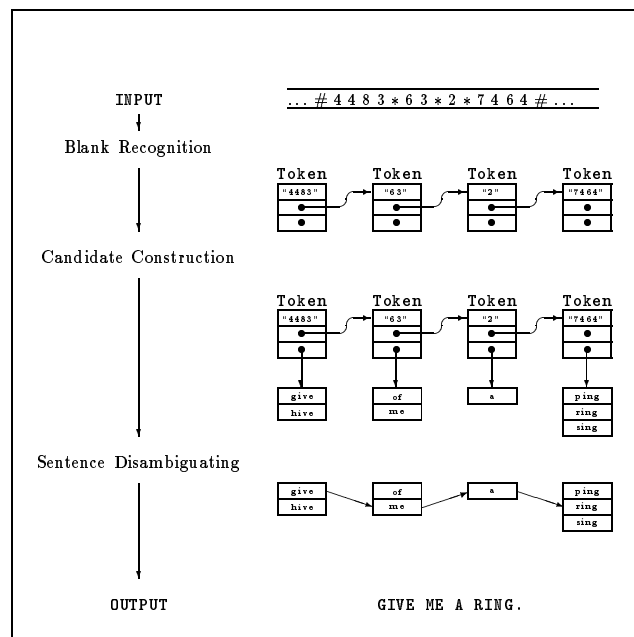 INPUT ... # 4 4 8 3 * 6 3 * 2 * 7 4 6 4 # ...
Blank Recognition
Token Token Token Token
"4483" "63" "2" "7464"
Candidate Construction
Token Token Token Token
"4483" "63" "2" "7464"
give of a ping
hive me ring
sing
Sentence Disambiguating
give of a ping
hive me ring
sing
OUTPUT GIVE ME A RING.